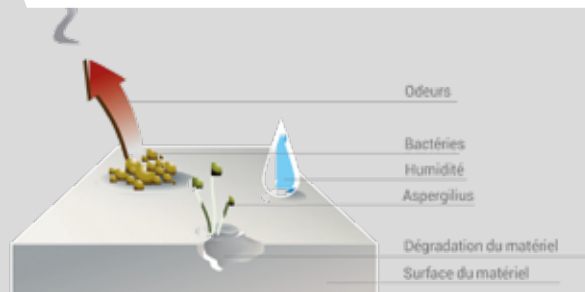 Odeurs
Bactéries
Humidité
Aspergilius
Dégradation du matériel
Surface du matériel